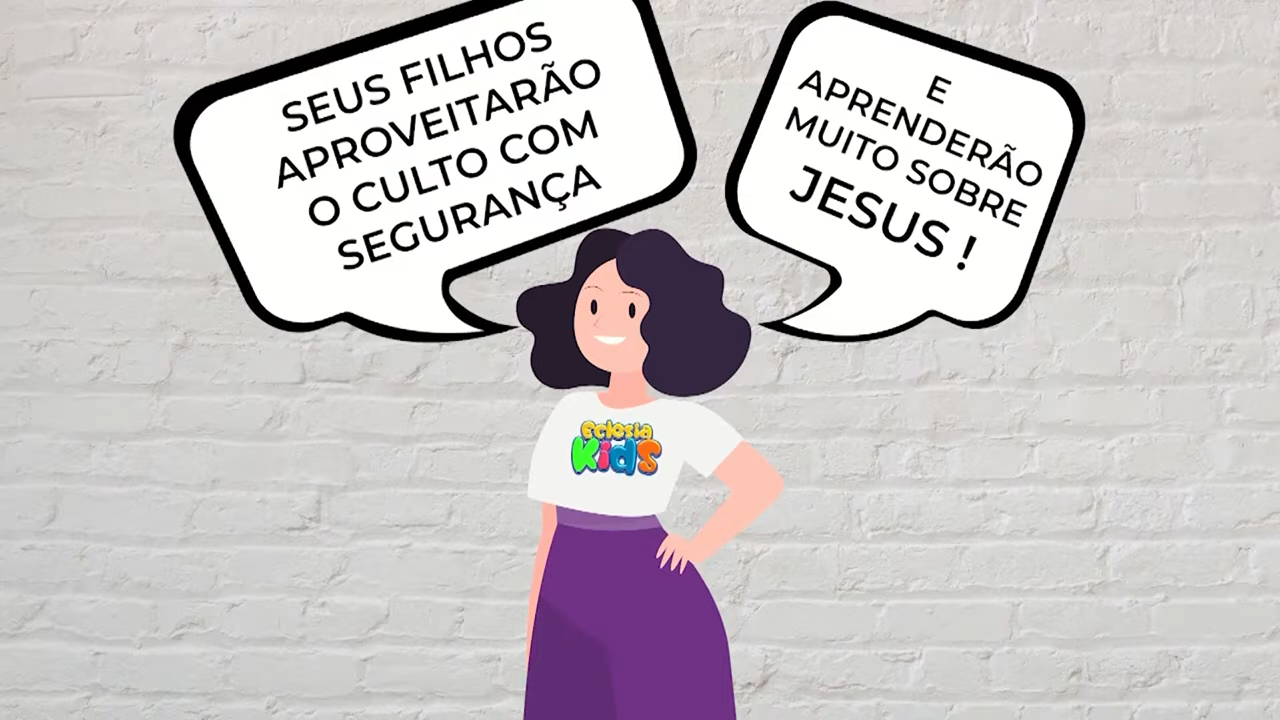 SEUS FILHOS
APROVEITARÃO
O CULTO COM
SEGURANÇA
E
APRENDERÃO
MUITO SOBRE
JESUS !
Eclesia
Kids